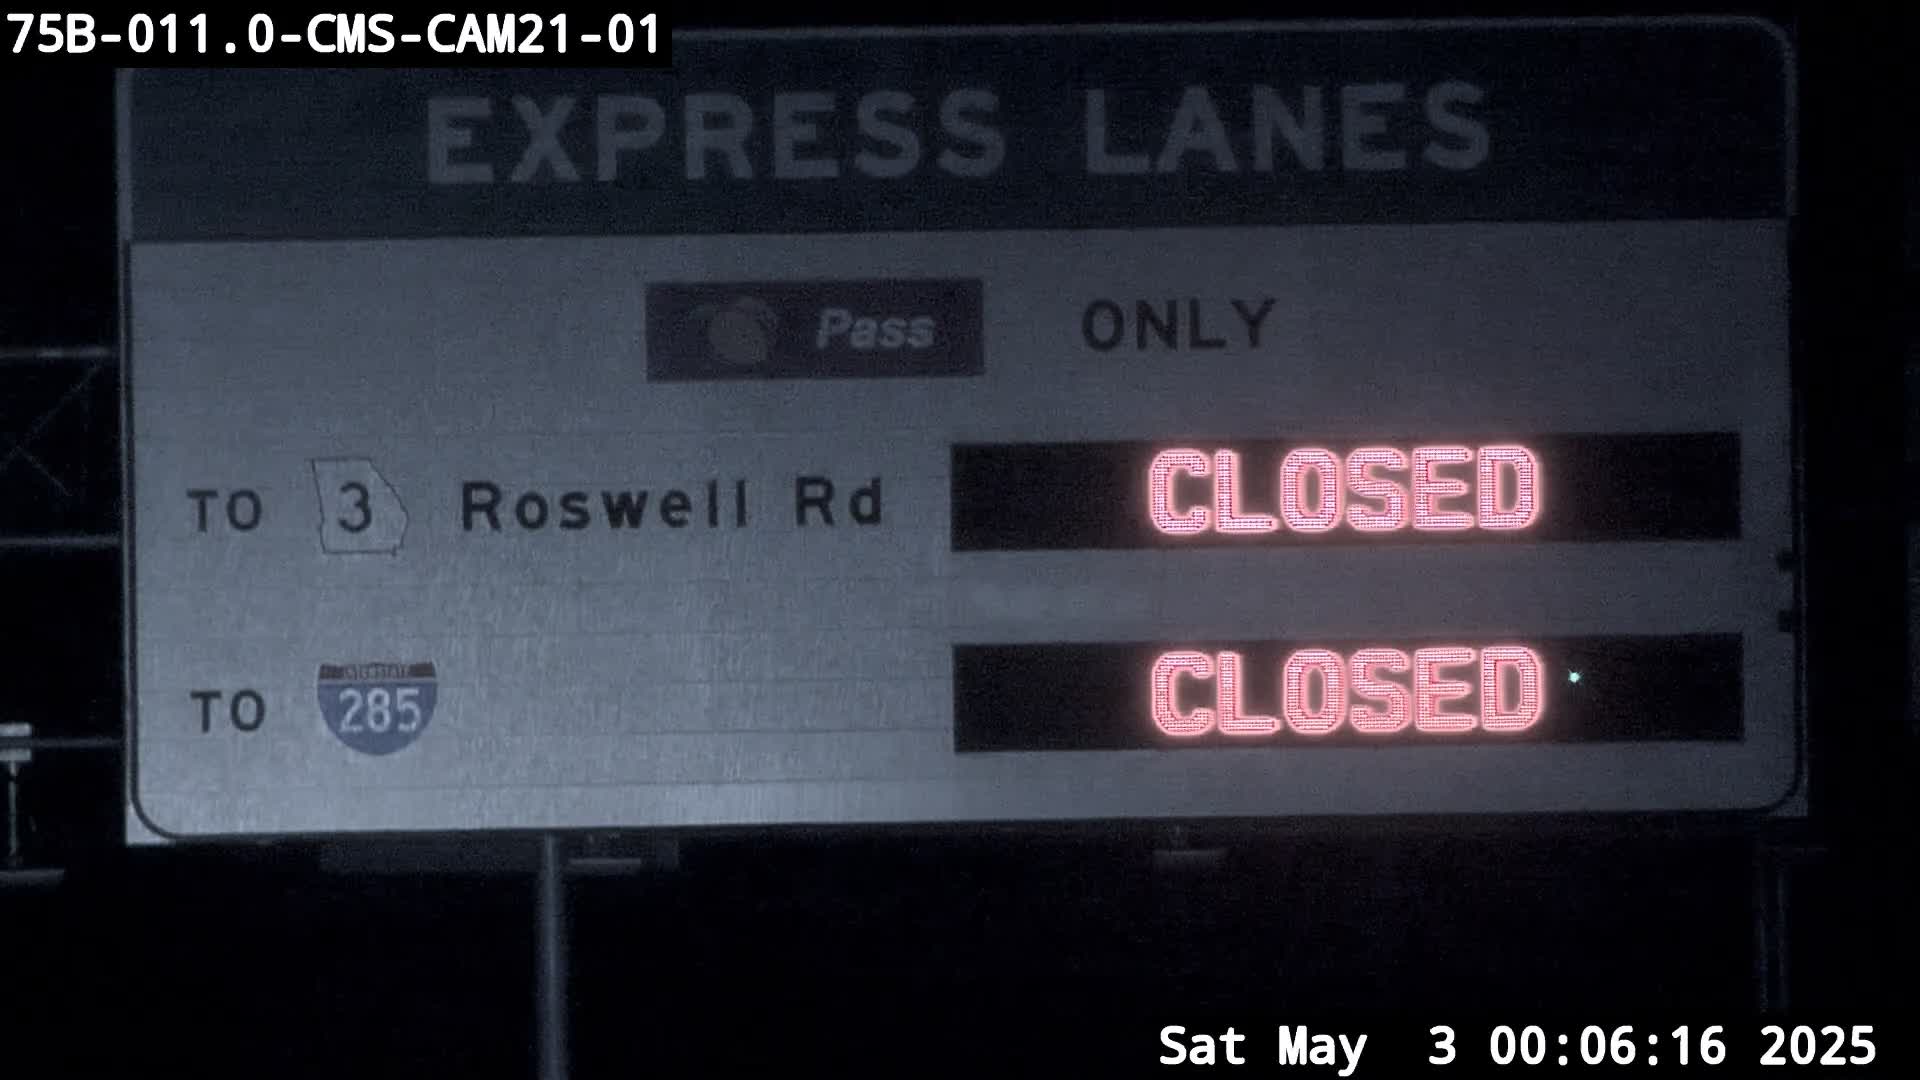 75B-011.0-CMS-CAM21-01
EXPRESS LANES
Pass ONLY
TO 3 Roswell Rd CLOSED
TO 285 CLOSED
Sat May 3 00:06:16 2025